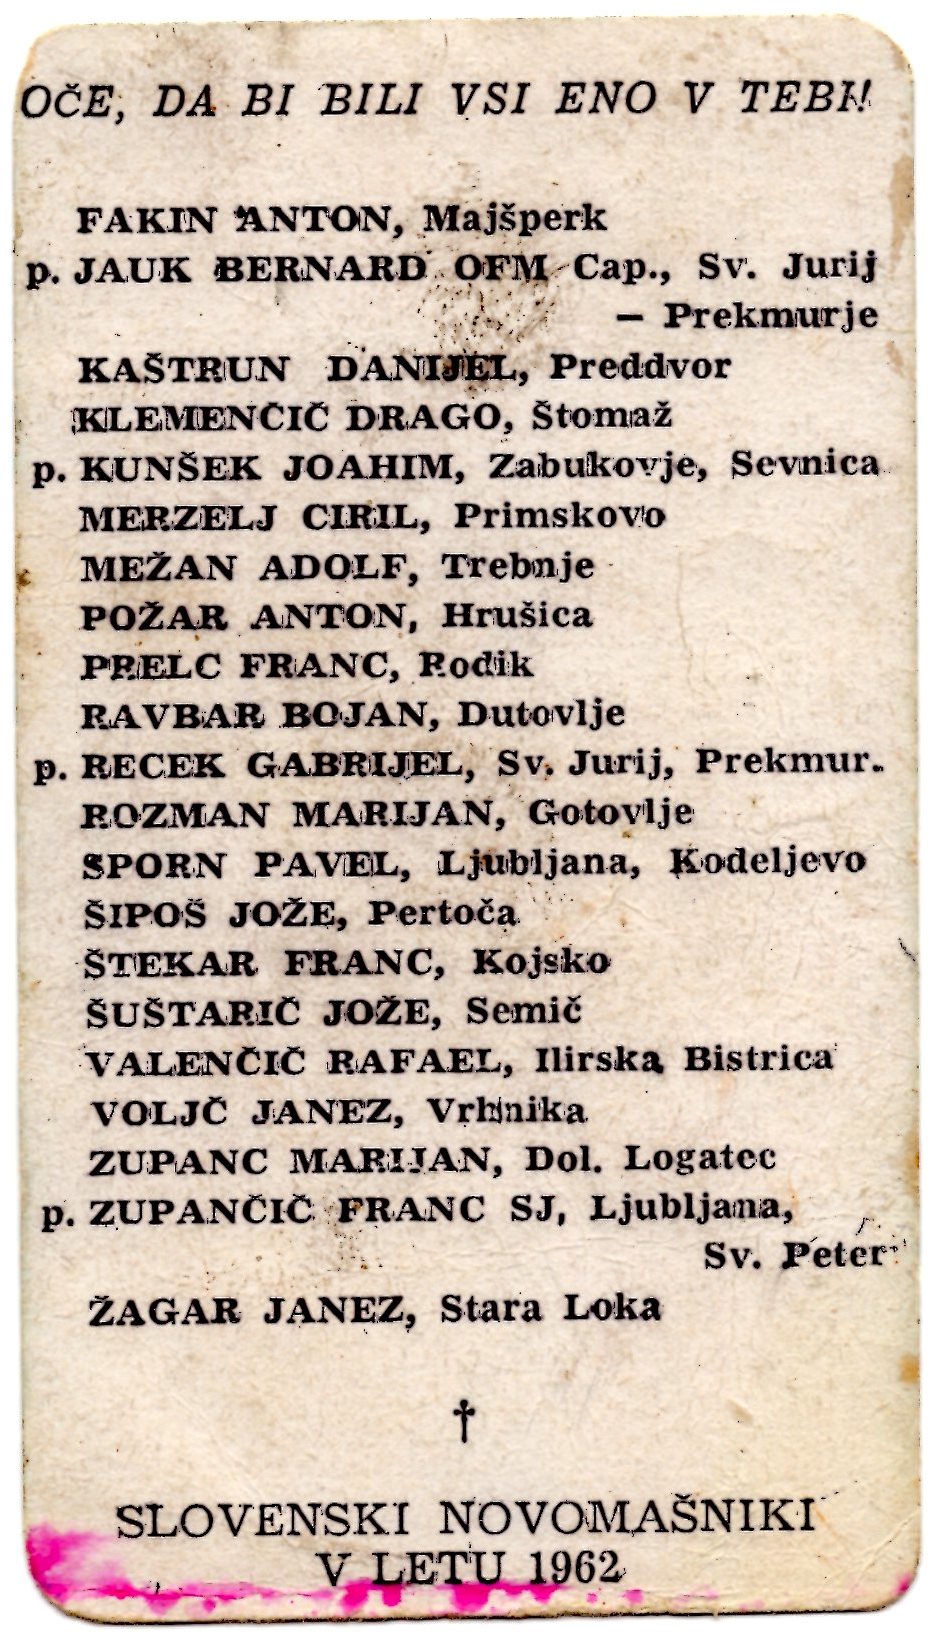 OČE, DA BI BILI VSI ENO V TEBI!
FAKIN ANTON, Majšperk
p. JAUK BERNARD OFM Cap., Sv. Jurij
– Prekmurje
KAŠTRUN DANIJEL, Preddvor
KLEMENČIČ DRAGO, Štomaž
p. KUNŠEK JOAHIM, Zabukovje, Sevnica
MERZELJ CIRIL, Primskovo
MEŽAN ADOLF, Trebnje
POŽAR ANTON, Hrušica
PRELC FRANC, Rodik
RAVBAR BOJAN, Dutovlje
p. RECEK GABRIJEL, Sv. Jurij, Prekmur.
ROZMAN MARIJAN, Gotovlje
SPORN PAVEL, Ljubljana, Kodeljevo
ŠIPOŠ JOŽE, Pertoča
ŠTEKAR FRANC, Kojsko
ŠUŠTARIČ JOŽE, Semič
VALENČIČ RAFAEL, Ilirska Bistrica
VOLJČ JANEZ, Vrhnika
ZUPANC MARIJAN, Dol. Logatec
p. ZUPANČIČ FRANC SJ, Ljubljana,
Sv. Peter
ŽAGAR JANEZ, Stara Loka
†
SLOVENSKI NOVOMAŠNIKI
V LETU 1962